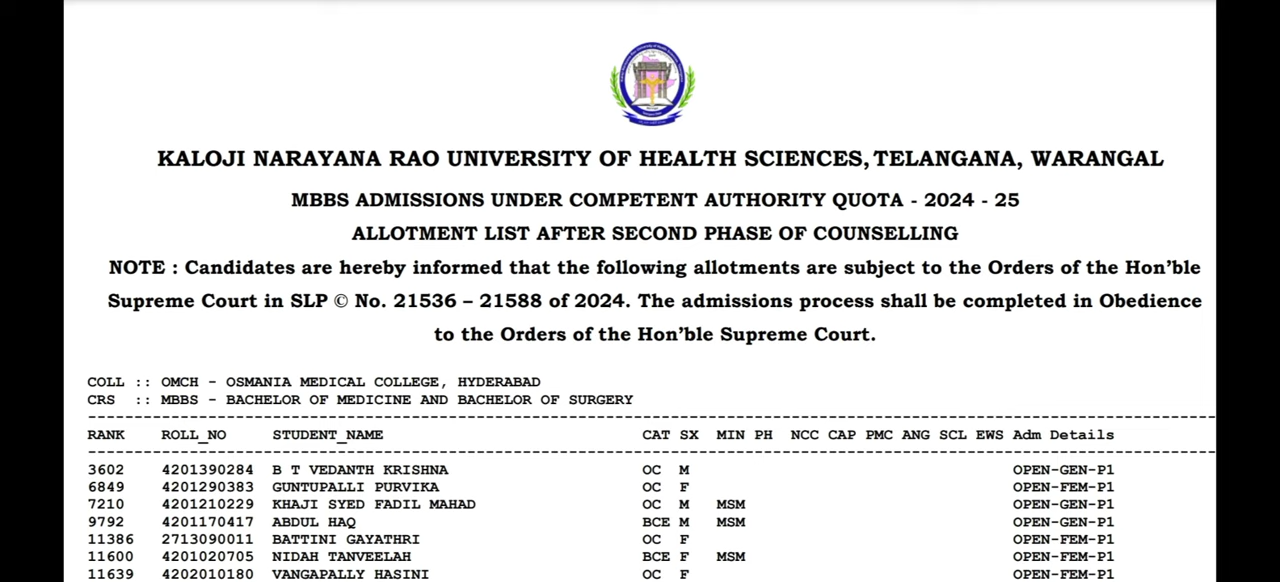 KALOJI NARAYANA RAO UNIVERSITY OF HEALTH SCIENCES, TELANGANA, WARANGAL
MBBS ADMISSIONS UNDER COMPETENT AUTHORITY QUOTA - 2024 - 25
ALLOTMENT LIST AFTER SECOND PHASE OF COUNSELLING
NOTE : Candidates are hereby informed that the following allotments are subject to the Orders of the Hon'ble
Supreme Court in SLP © No. 21536 – 21588 of 2024. The admissions process shall be completed in Obedience
to the Orders of the Hon'ble Supreme Court.
COLL :: OMCH - OSMANIA MEDICAL COLLEGE, HYDERABAD
CRS :: MBBS - BACHELOR OF MEDICINE AND BACHELOR OF SURGERY
RANK ROLL_NO STUDENT_NAME CAT SX MIN PH NCC CAP PMC ANG SCL EWS Adm Details
3602 4201390284 B T VEDANTH KRISHNA OC M OPEN-GEN-P1
6849 4201290383 GUNTUPALLI PURVIKA OC F OPEN-FEM-P1
7210 4201210229 KHAJI SYED FADIL MAHAD OC M MSM OPEN-GEN-P1
9792 4201170417 ABDUL HAQ BCE M MSM OPEN-GEN-P1
11386 2713090011 BATTINI GAYATHRI OC F OPEN-FEM-P1
11600 4201020705 NIDAH TANVEELAH BCE F MSM OPEN-FEM-P1
11639 4202010180 VANGAPALLY HASINI OC F OPEN-FEM-P1